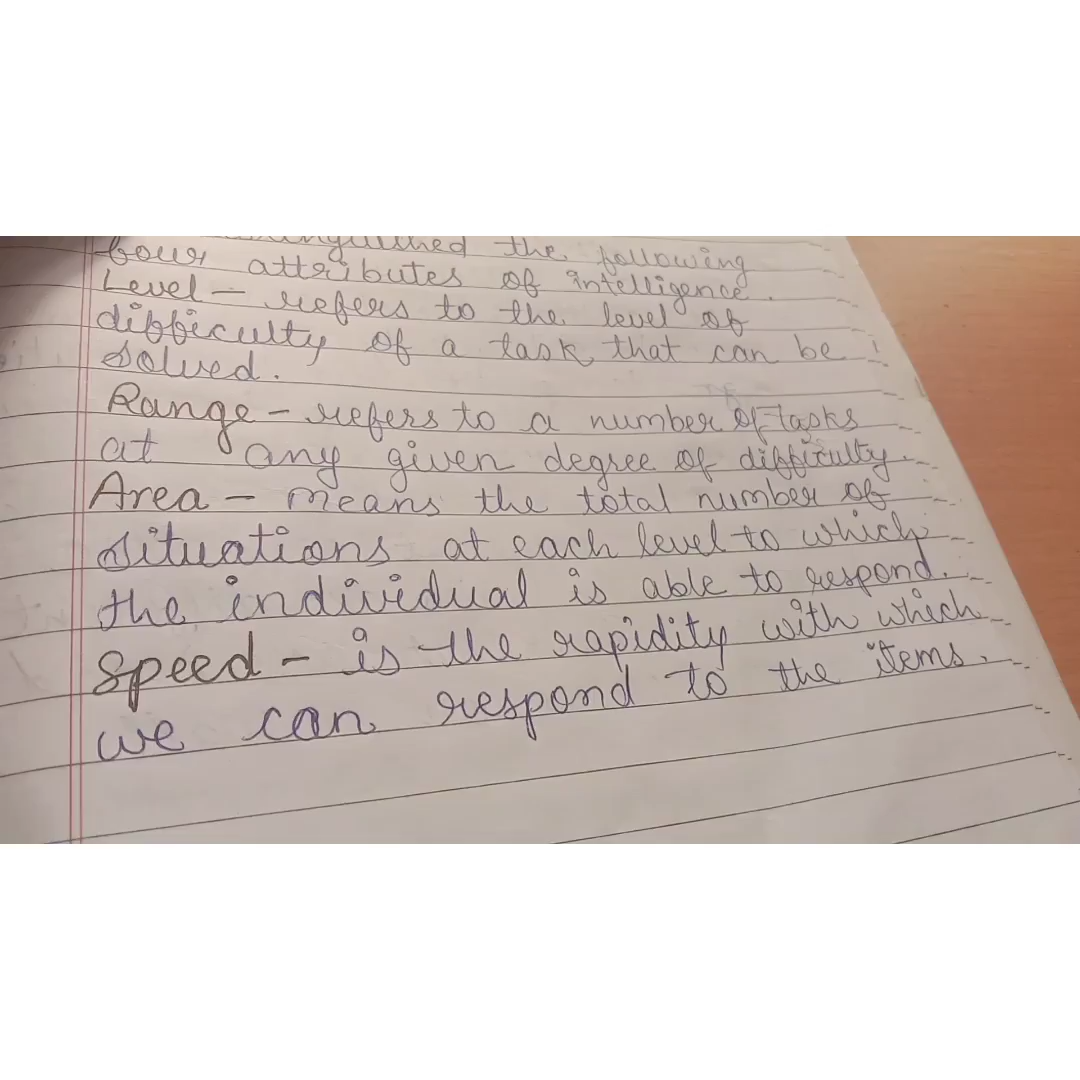 the following
four attributes of intelligence.
Level - refers to the level of
difficulty of a task that can be
solved.
Range - refers to a number of tasks
at any given degree of difficulty.
Area - means the total number of
situations at each level to which
the individual is able to respond.
Speed - is the rapidity with which
we can respond to the items.